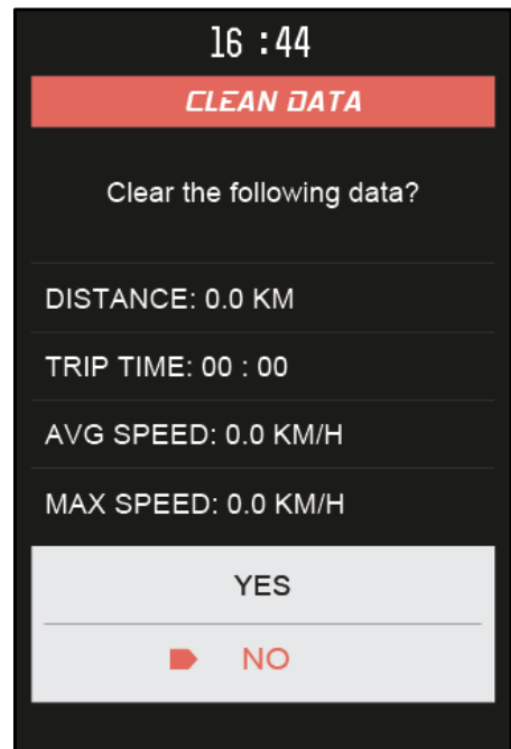 16 :44
CLEAN DATA
Clear the following data?
DISTANCE: 0.0 KM
TRIP TIME: 00 : 00
AVG SPEED: 0.0 KM/H
MAX SPEED: 0.0 KM/H
YES
NO